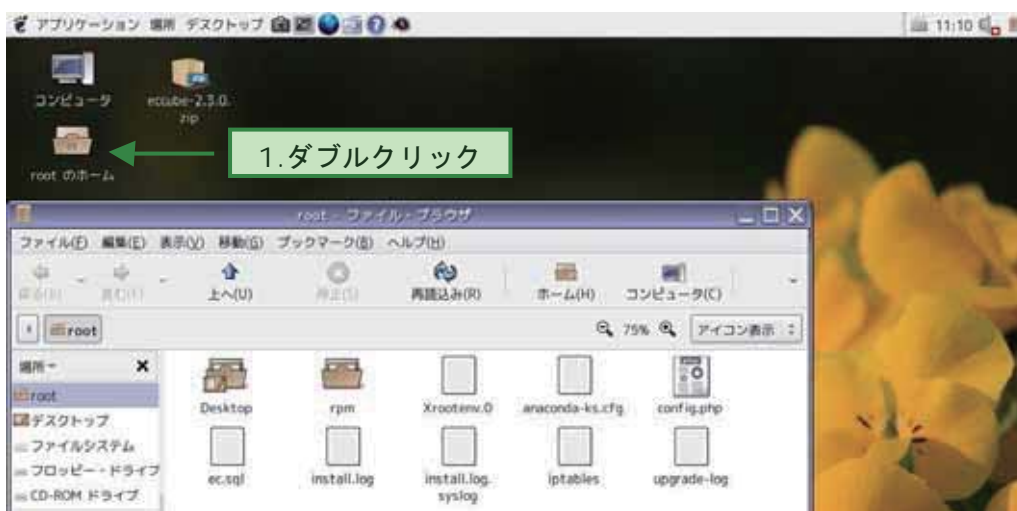 アプリケーション 場所 デスクトップ 11:10
コンピュータ
eccube-2.3.0.
zip
1.ダブルクリック
root のホーム
root - ファイル・ブラウザ
ファイル(F) 編集(E) 表示(V) 移動(G) ブックマーク(B) ヘルプ(H)
戻る(B) 進む(F) 上へ(U) 停止(S) 再読込み(R) ホーム(H) コンピュータ(C)
root 75% アイコン表示
場所
root
デスクトップ
ファイルシステム
フロッピー・ドライブ
CD-ROM ドライブ
Desktop rpm Xrootenv.0 anaconda-ks.cfg config.php
ec.sql install.log install.log. iptables upgrade-log
syslog